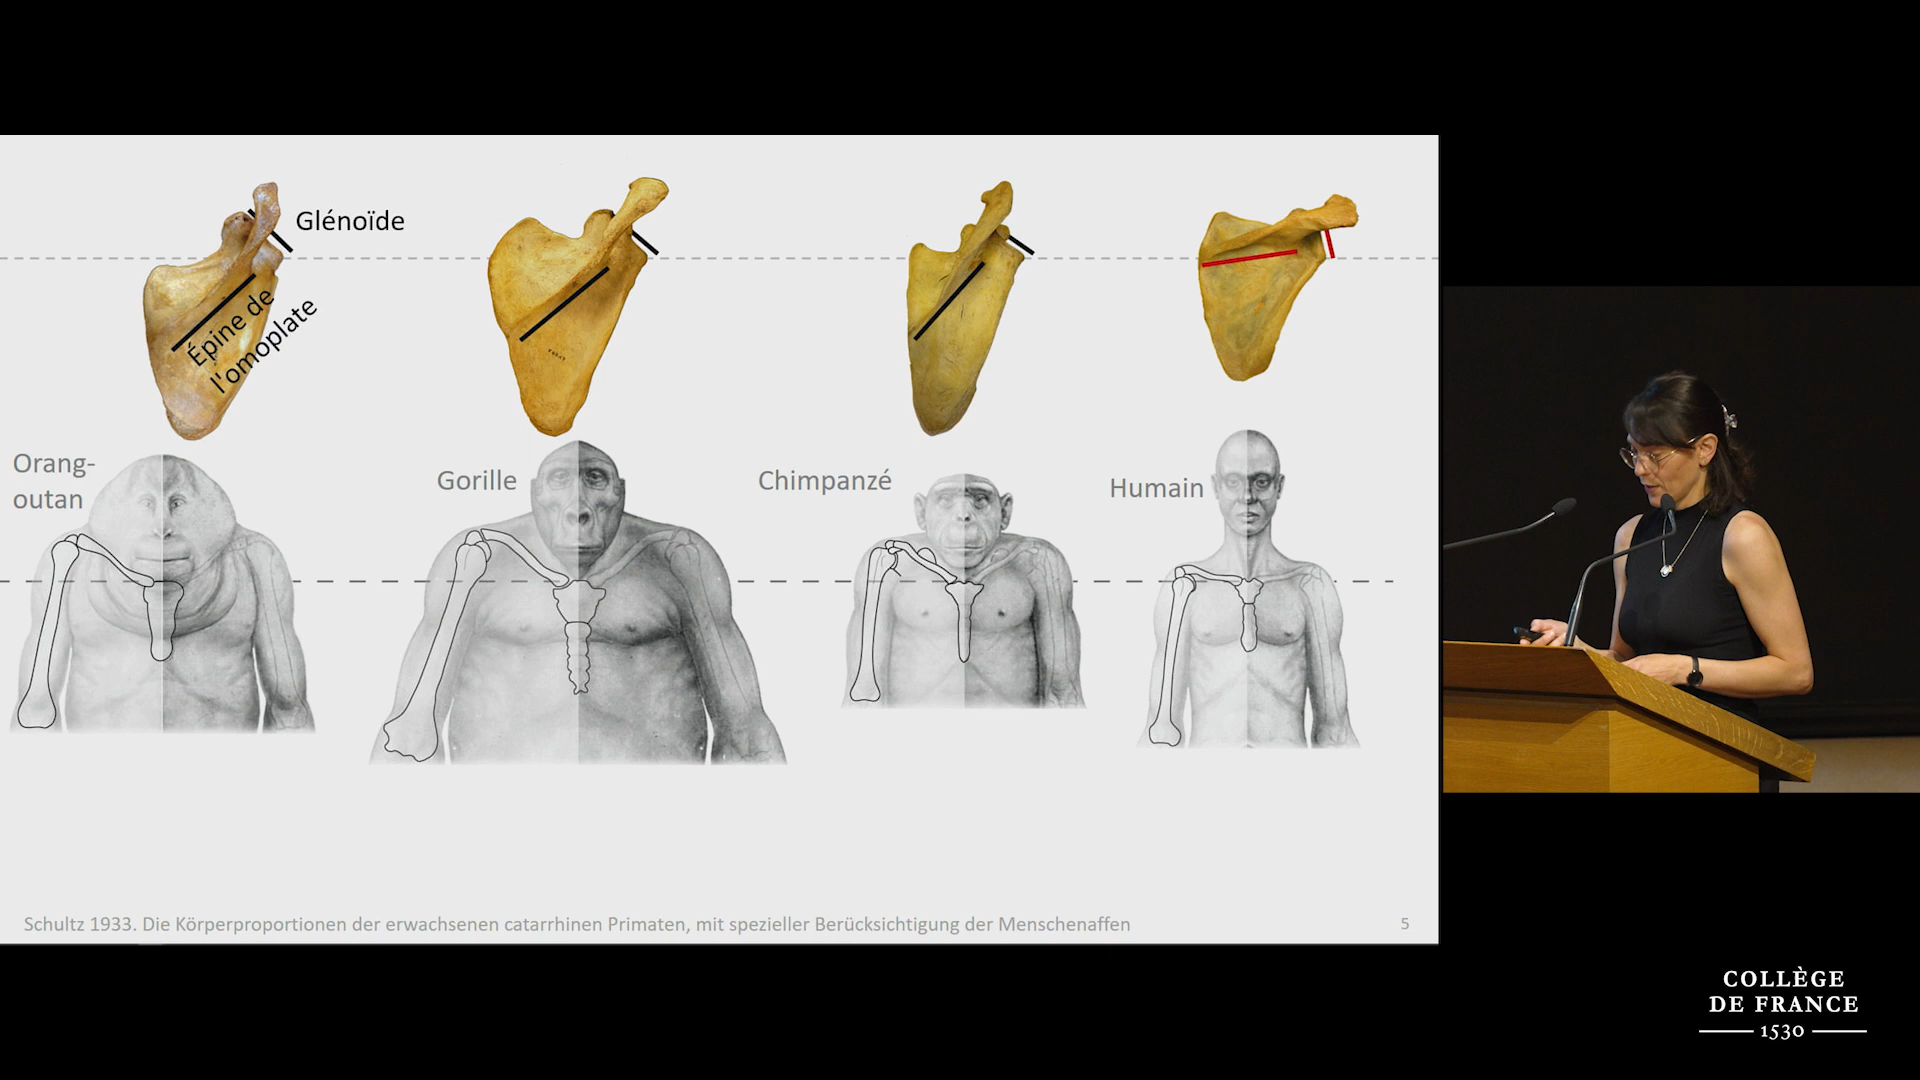 Glénoïde
Épine de
l'omoplate
Orang-
outan
Gorille
Chimpanzé
Humain
Schultz 1933. Die Körperproportionen der erwachsenen catarrhinen Primaten, mit spezieller Berücksichtigung der Menschenaffen
5
COLLÈGE
DE FRANCE
1530